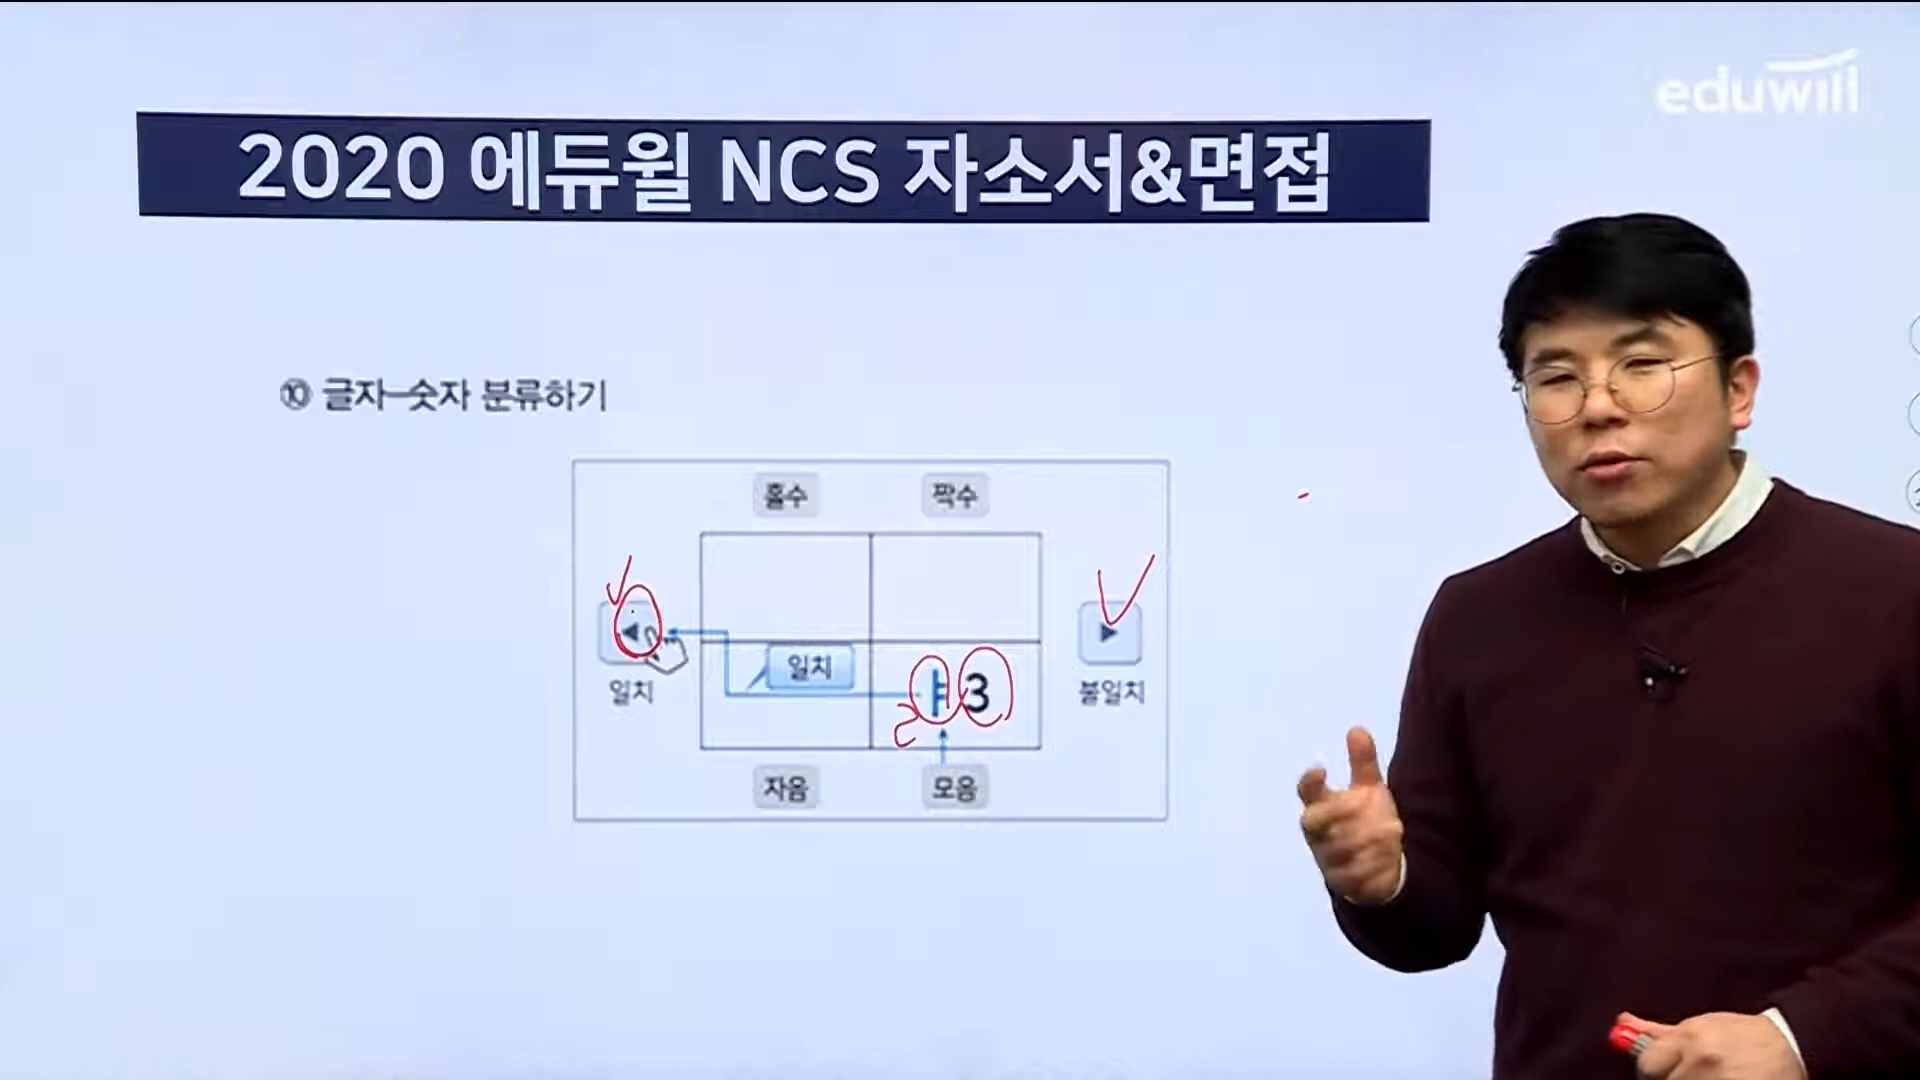 eduwill
2020 에듀윌 NCS 자소서&면접
⑩ 글자-숫자 분류하기
홀수 짝수
일치
ㅑ3
2
일치 불일치
자음 모음